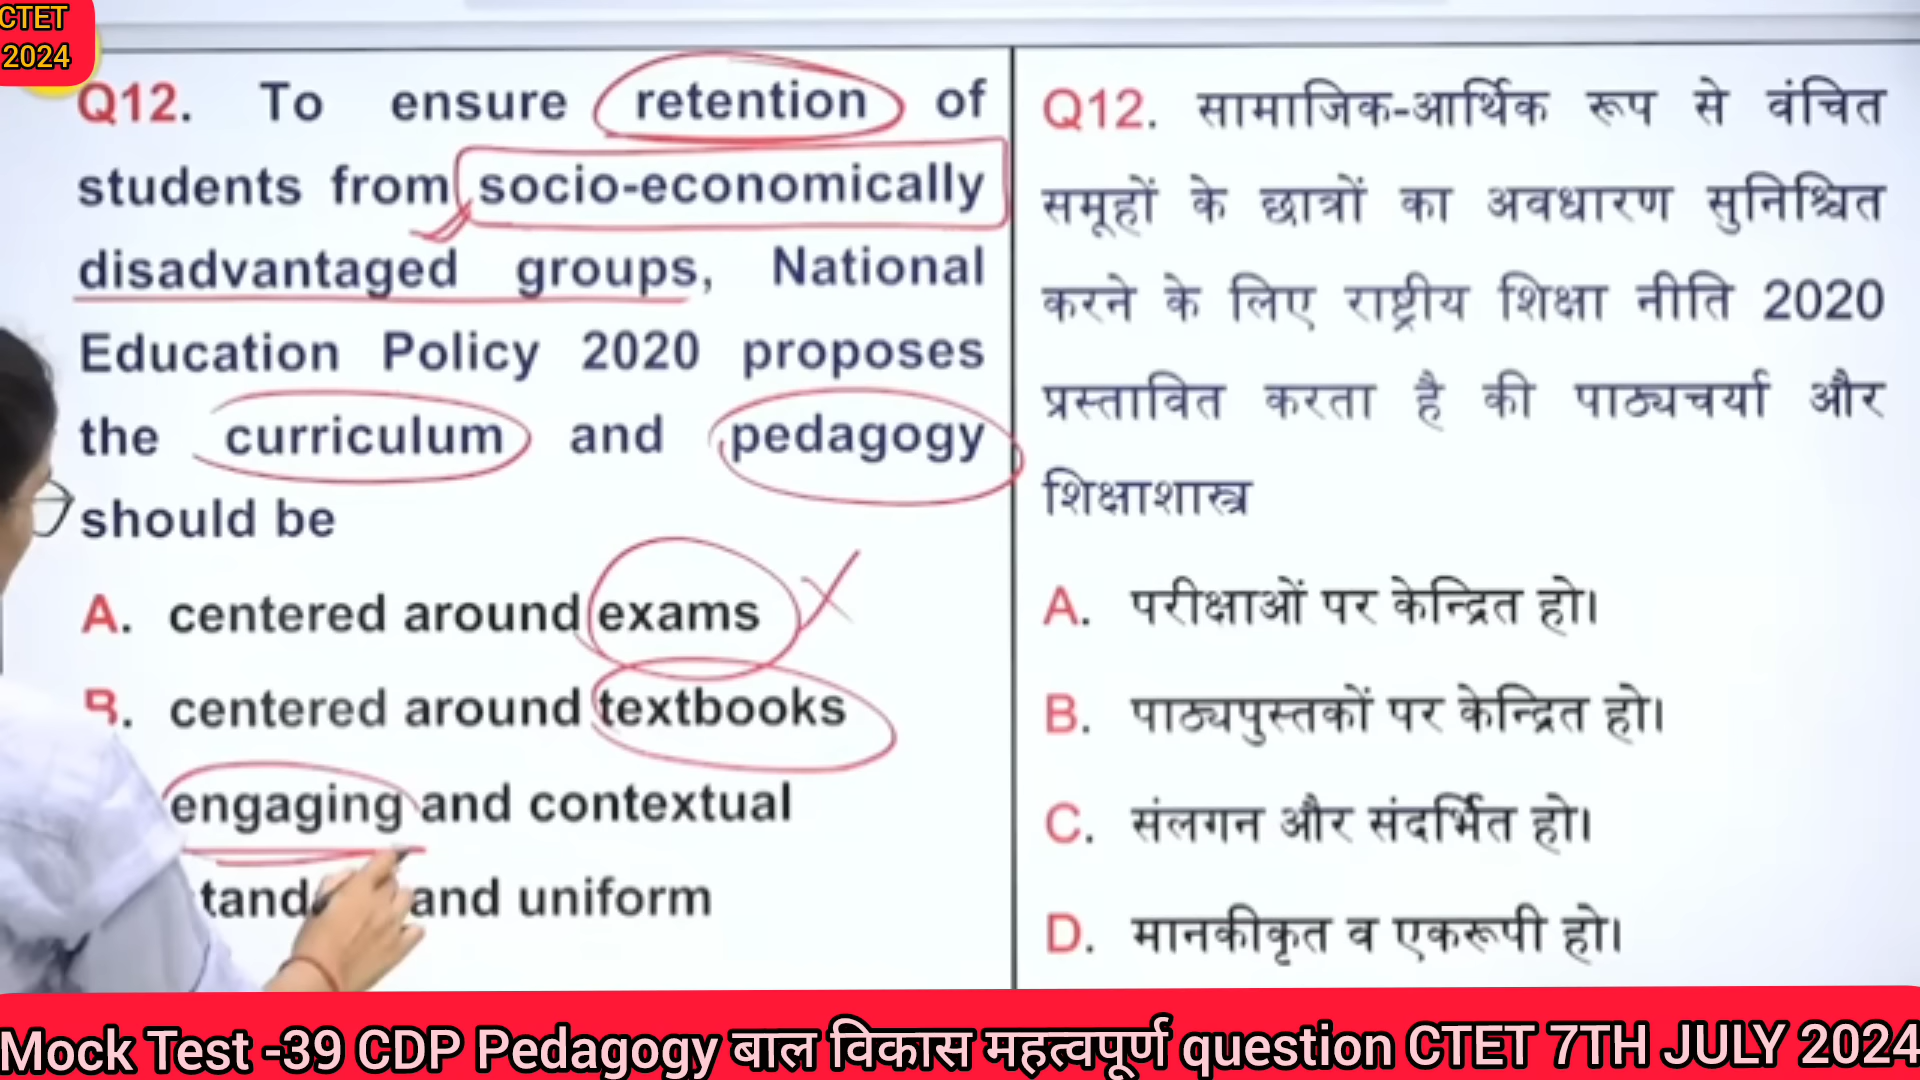 CTET
2024
Q12. To ensure retention of
students from socio-economically
disadvantaged groups, National
Education Policy 2020 proposes
the curriculum and pedagogy
should be
A. centered around exams
B. centered around textbooks
engaging and contextual
and uniform
Q12. सामाजिक-आर्थिक रूप से वंचित
समूहों के छात्रों का अवधारण सुनिश्चित
करने के लिए राष्ट्रीय शिक्षा नीति 2020
प्रस्तावित करता है की पाठ्यचर्या और
शिक्षाशास्त्र
A. परीक्षाओं पर केन्द्रित हो।
B. पाठ्यपुस्तकों पर केन्द्रित हो।
C. संलगन और संदर्भित हो।
D. मानकीकृत व एकरूपी हो।
Mock Test -39 CDP Pedagogy बाल विकास महत्वपूर्ण question CTET 7TH JULY 2024